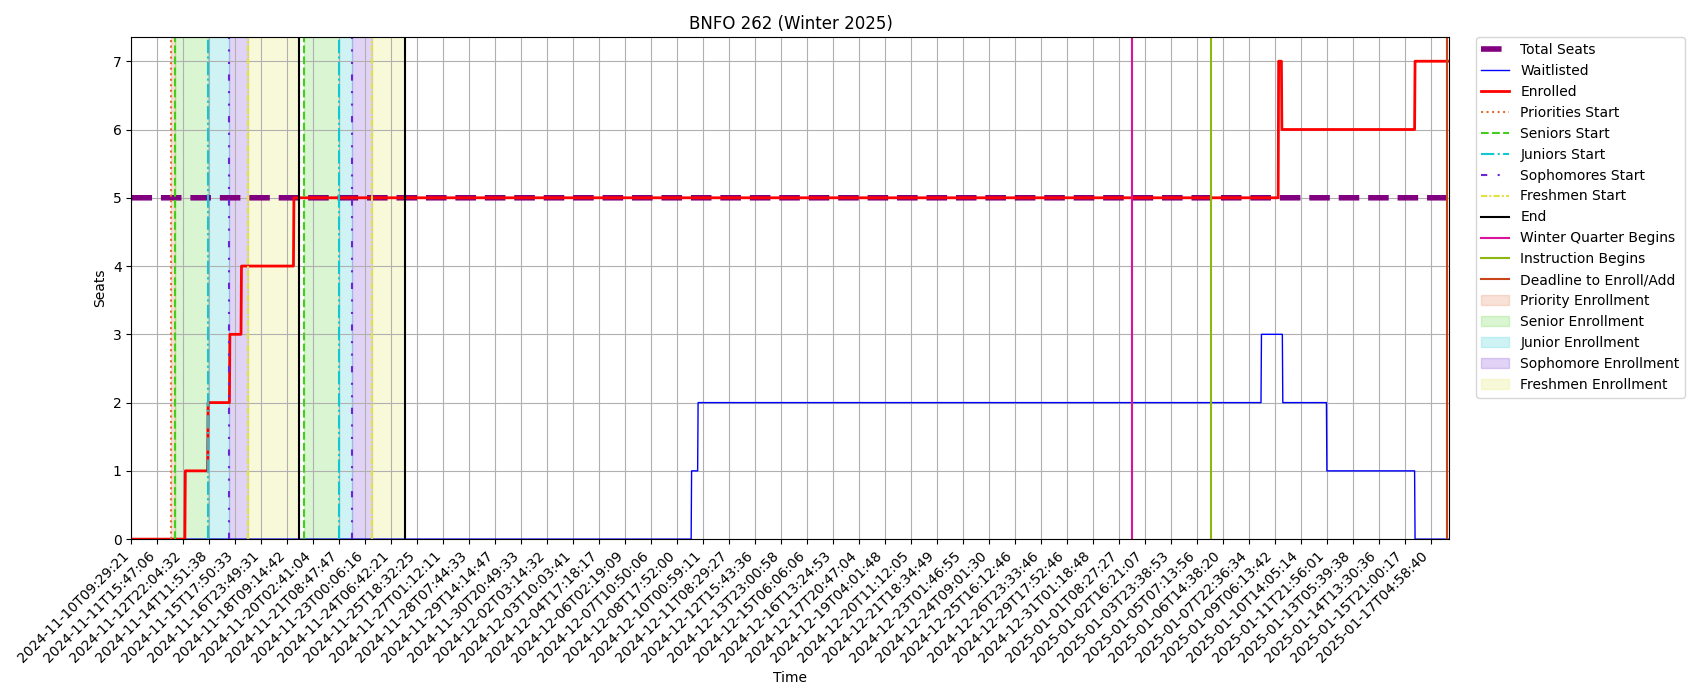 BNFO 262 (Winter 2025)
7
6
5
4
3
2
1
0
Seats
2024-11-10T09:29:21
2024-11-11T15:47:06
2024-11-12T22:04:32
2024-11-14T11:51:38
2024-11-15T17:50:33
2024-11-16T23:49:31
2024-11-18T09:14:42
2024-11-20T02:41:04
2024-11-21T08:47:47
2024-11-23T00:06:16
2024-11-24T06:42:21
2024-11-25T18:32:25
2024-11-27T01:12:11
2024-11-28T07:44:33
2024-11-29T14:14:47
2024-11-30T20:49:33
2024-12-02T03:14:32
2024-12-03T10:03:41
2024-12-04T17:18:17
2024-12-06T02:19:09
2024-12-07T10:50:06
2024-12-08T17:52:00
2024-12-10T00:59:11
2024-12-11T08:29:27
2024-12-12T15:43:36
2024-12-13T23:00:58
2024-12-15T06:06:06
2024-12-16T13:24:53
2024-12-17T20:47:04
2024-12-19T04:01:48
2024-12-20T11:12:05
2024-12-21T18:34:49
2024-12-23T01:46:55
2024-12-24T09:01:30
2024-12-25T16:12:46
2024-12-26T23:33:46
2024-12-29T17:52:46
2024-12-31T01:18:48
2025-01-01T08:27:27
2025-01-02T16:21:07
2025-01-03T23:38:53
2025-01-05T07:13:56
2025-01-06T14:38:20
2025-01-07T22:36:34
2025-01-09T06:13:42
2025-01-10T14:05:14
2025-01-11T21:56:01
2025-01-13T05:39:38
2025-01-14T13:30:36
2025-01-15T21:00:17
2025-01-17T04:58:40
Time
Total Seats
Waitlisted
Enrolled
Priorities Start
Seniors Start
Juniors Start
Sophomores Start
Freshmen Start
End
Winter Quarter Begins
Instruction Begins
Deadline to Enroll/Add
Priority Enrollment
Senior Enrollment
Junior Enrollment
Sophomore Enrollment
Freshmen Enrollment